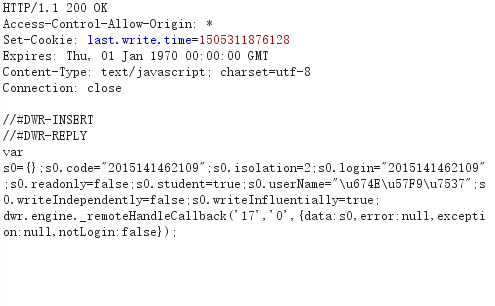 HTTP/1.1 200 OK
Access-Control-Allow-Origin: *
Set-Cookie: last.write.time=1505311876128
Expires: Thu, 01 Jan 1970 00:00:00 GMT
Content-Type: text/javascript; charset=utf-8
Connection: close

//#DWR-INSERT
//#DWR-REPLY
var
s0={};s0.code="2015141462109";s0.isolation=2;s0.login="2015141462109"
;s0.readonly=false;s0.student=true;s0.userName="\u674E\u57F9\u7537";s
0.writeIndependently=false;s0.writeInfluentially=true;
dwr.engine._remoteHandleCallback('17','0',{data:s0,error:null,excepti
on:null,notLogin:false});